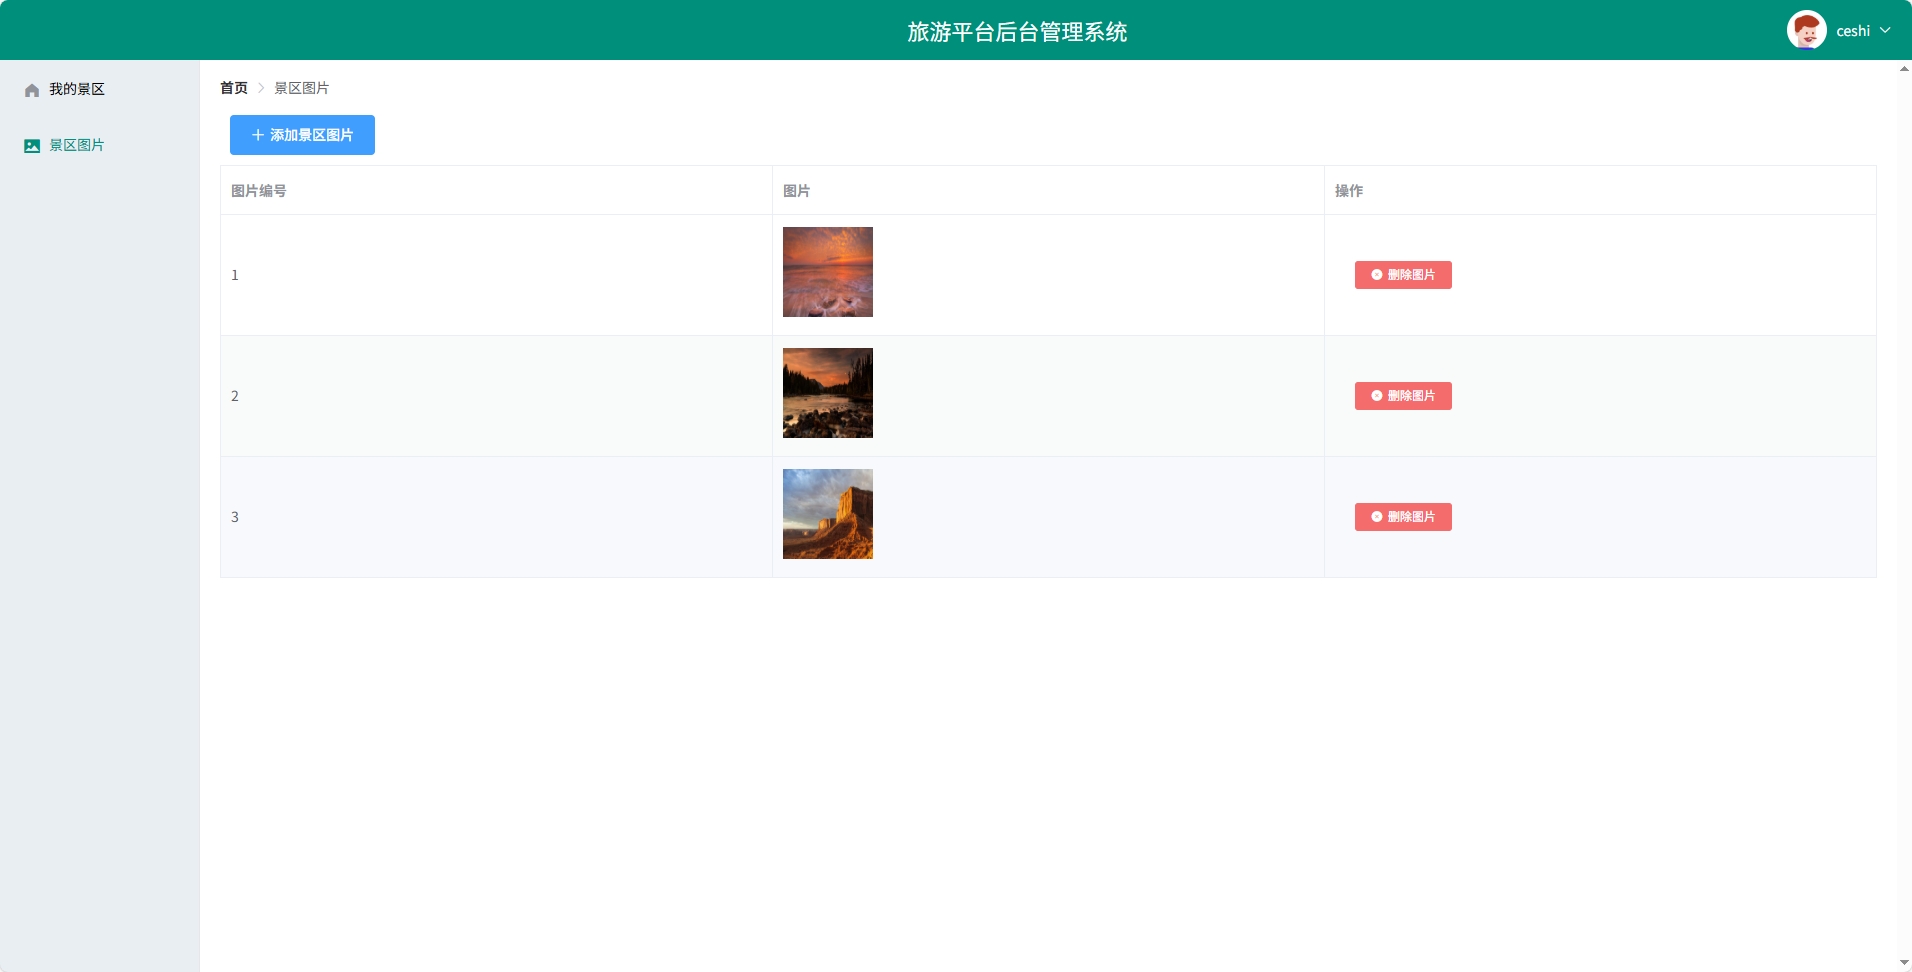 旅游平台后台管理系统
ceshi
我的景区
景区图片
首页 > 景区图片
+ 添加景区图片
图片编号 图片 操作
1 删除图片
2 删除图片
3 删除图片